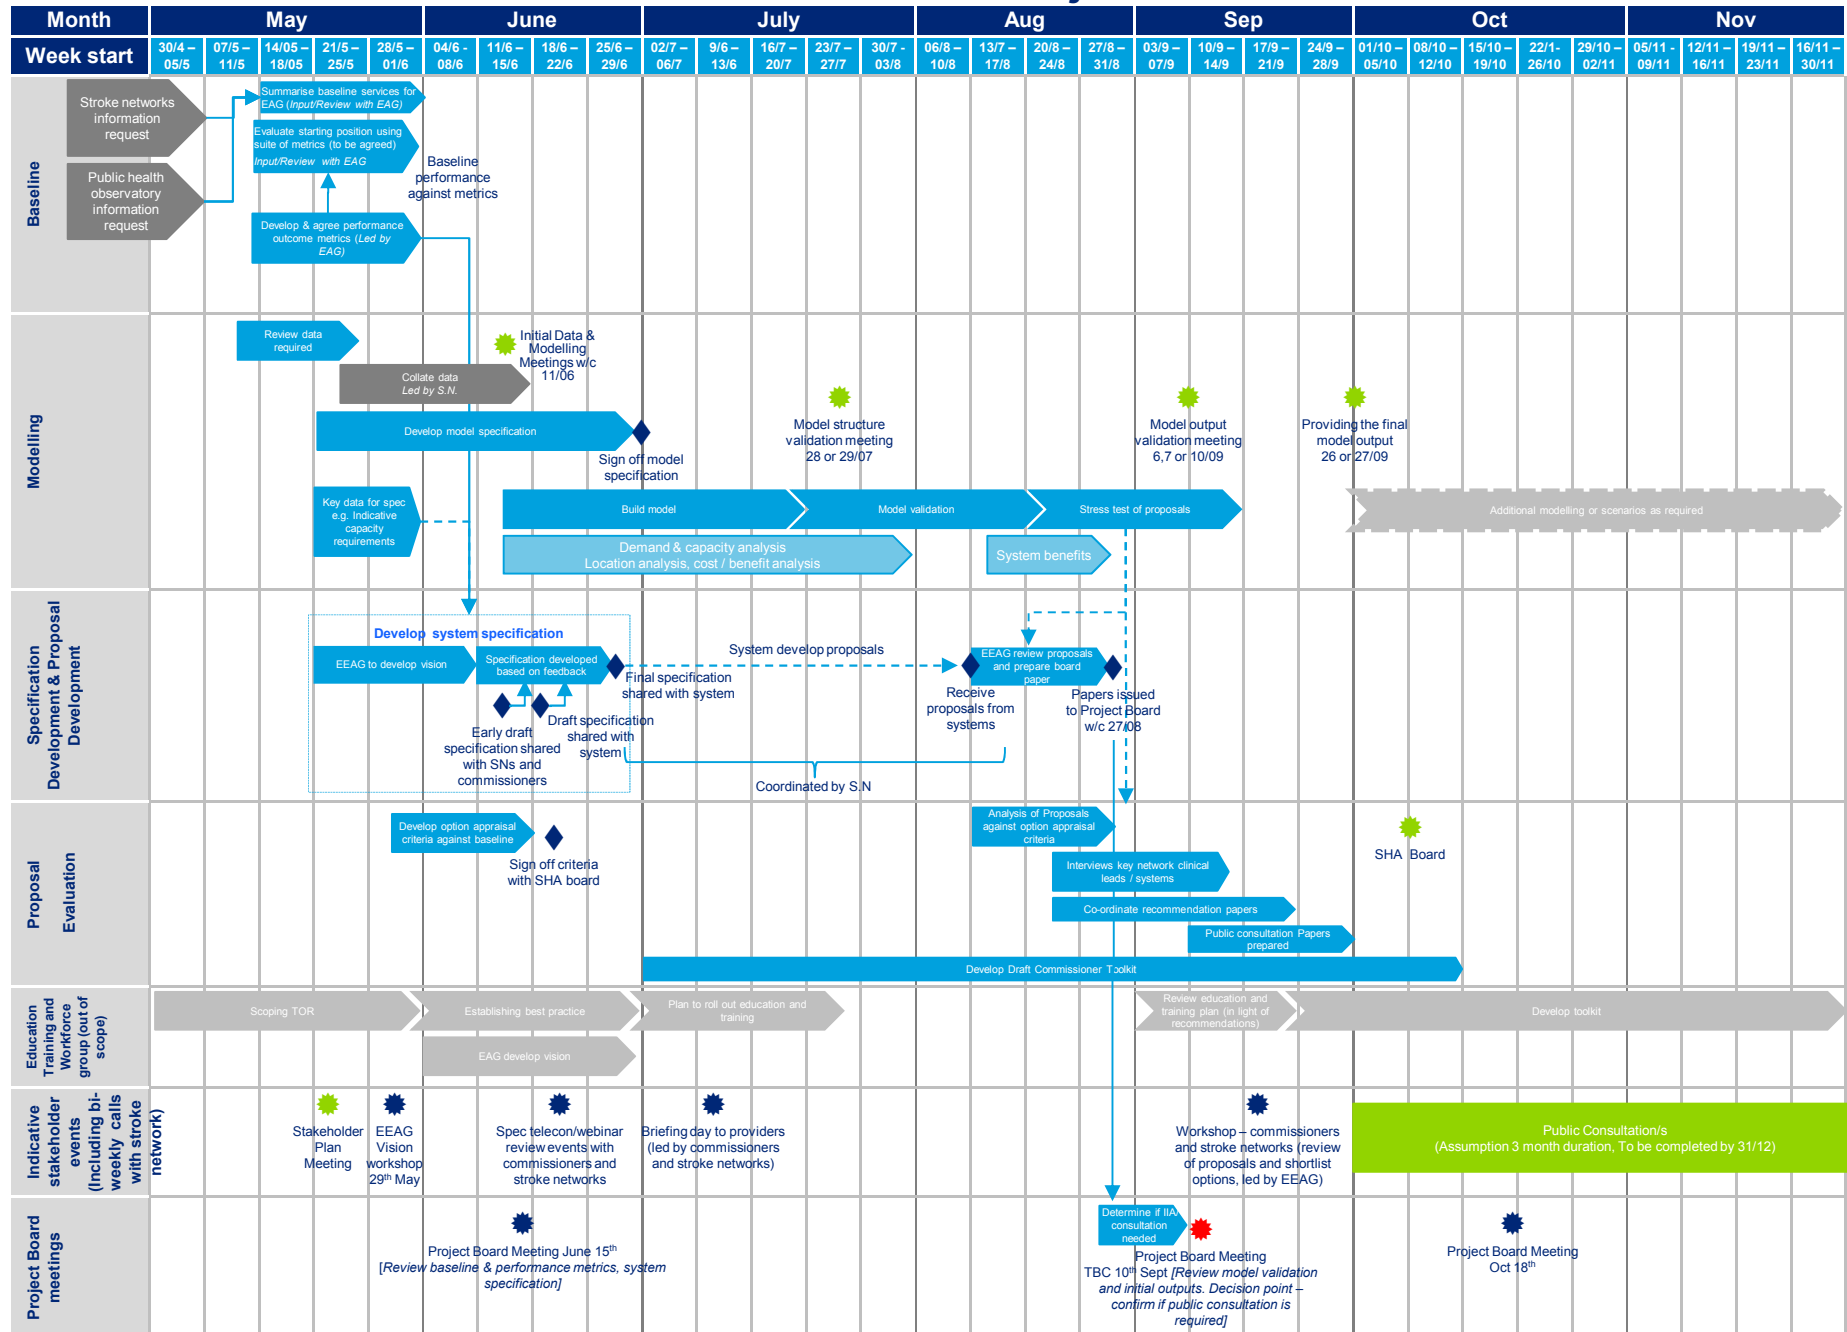 Month
May
June
July
Aug
Sep
Oct
Nov
Week start
30/4 – 05/5
07/5 – 11/5
14/05 – 18/05
21/5 – 25/5
28/5 – 01/6
04/6 - 08/6
11/6 – 15/6
18/6 – 22/6
25/6 – 29/6
02/7 – 06/7
9/6 – 13/6
16/7 – 20/7
23/7 – 27/7
30/7 - 03/8
06/8 – 10/8
13/7 – 17/8
20/8 – 24/8
27/8 – 31/8
03/9 – 07/9
10/9 – 14/9
17/9 – 21/9
24/9 – 28/9
01/10 – 05/10
08/10 – 12/10
15/10 – 19/10
22/1- 26/10
29/10 – 02/11
05/11 - 09/11
12/11 – 16/11
19/11 – 23/11
16/11 – 30/11
Baseline
Stroke networks
information
request
Public health
observatory
information
request
Summarise baseline services for
EAG (Input/Review with EAG)
Evaluate starting position using
suite of metrics (to be agreed)
Input/Review with EAG
Develop & agree performance
outcome metrics (Led by
EAG)
Baseline
performance
against metrics
Modelling
Review data
required
Collate data
Led by S.N.
Initial Data &
Modelling
Meetings w/c
11/06
Develop model specification
Sign off model
specification
Model structure
validation meeting
28 or 29/07
Model output
validation meeting
6,7 or 10/09
Providing the final
model output
26 or 27/09
Key data for spec
e.g. Indicative
capacity
requirements
Build model
Model validation
Stress test of proposals
Additional modelling or scenarios as required
Demand & capacity analysis
Location analysis, cost / benefit analysis
System benefits
Specification
Development & Proposal
Development
Develop system specification
EEAG to develop vision
Specification developed
based on feedback
Final specification
shared with system
Early draft
specification shared
with SNs and
commissioners
Draft specification
shared with
system
System develop proposals
Coordinated by S.N
EEAG review proposals
and prepare board
paper
Receive
proposals from
systems
Papers issued
to Project Board
w/c 27/08
Proposal
Evaluation
Develop option appraisal
criteria against baseline
Sign off criteria
with SHA board
Analysis of Proposals
against option appraisal
criteria
SHA Board
Interviews key network clinical
leads / systems
Co-ordinate recommendation papers
Public consultation Papers
prepared
Develop Draft Commissioner Toolkit
Education
Training and
Workforce
group (out of
scope)
Scoping TOR
Establishing best practice
Plan to roll out education and
training
Review education and
training plan (in light of
recommendations)
Develop toolkit
EAG develop vision
Indicative
stakeholder
events
(Including bi-
weekly calls
with stroke
network)
Stakeholder
Plan
Meeting
EEAG
Vision
workshop
29th May
Spec telecon/webinar
review events with
commissioners and
stroke networks
Briefing day to providers
(led by commissioners
and stroke networks)
Workshop – commissioners
and stroke networks (review
of proposals and shortlist
options, led by EEAG)
Public Consultation/s
(Assumption 3 month duration, To be completed by 31/12)
Project Board
meetings
Project Board Meeting June 15th
[Review baseline & performance metrics, system
specification]
Determine if IIA/
consultation
needed
Project Board Meeting
TBC 10th Sept [Review model validation
and initial outputs. Decision point –
confirm if public consultation is
required]
Project Board Meeting
Oct 18th